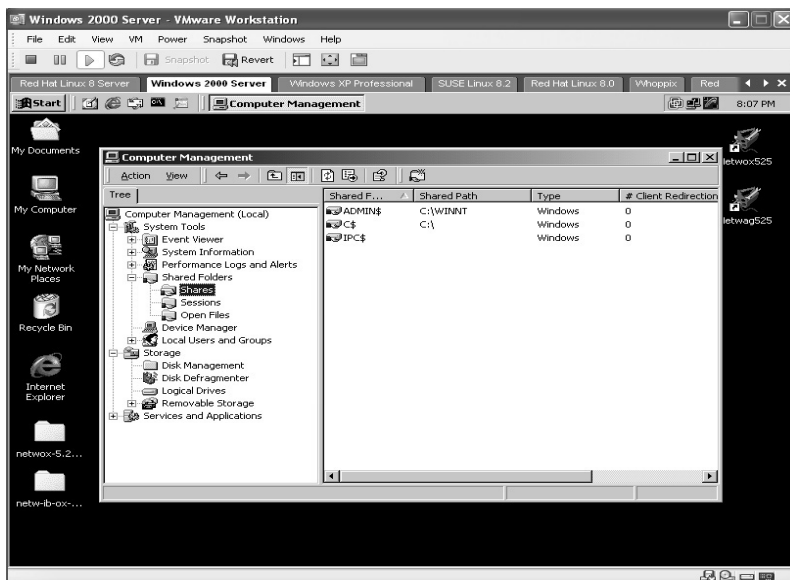 Windows 2000 Server - VMware Workstation
File Edit View VM Power Snapshot Windows Help
Snapshot Revert
Red Hat Linux 8 Server Windows 2000 Server Windows XP Professional SUSE Linux 8.2 Red Hat Linux 8.0 Whoppix Red
Start Computer Management 8:07 PM
My Documents
My Computer
My Network Places
Recycle Bin
Internet Explorer
netwox-5.2...
netw-ib-ox-...
letwox525
letwag525
Computer Management
Action View
Tree
Computer Management (Local)
System Tools
Event Viewer
System Information
Performance Logs and Alerts
Shared Folders
Shares
Sessions
Open Files
Device Manager
Local Users and Groups
Storage
Disk Management
Disk Defragmenter
Logical Drives
Removable Storage
Services and Applications
Shared F... Shared Path Type # Client Redirection
ADMIN$ C:\WINNT Windows 0
C$ C:\ Windows 0
IPC$ Windows 0